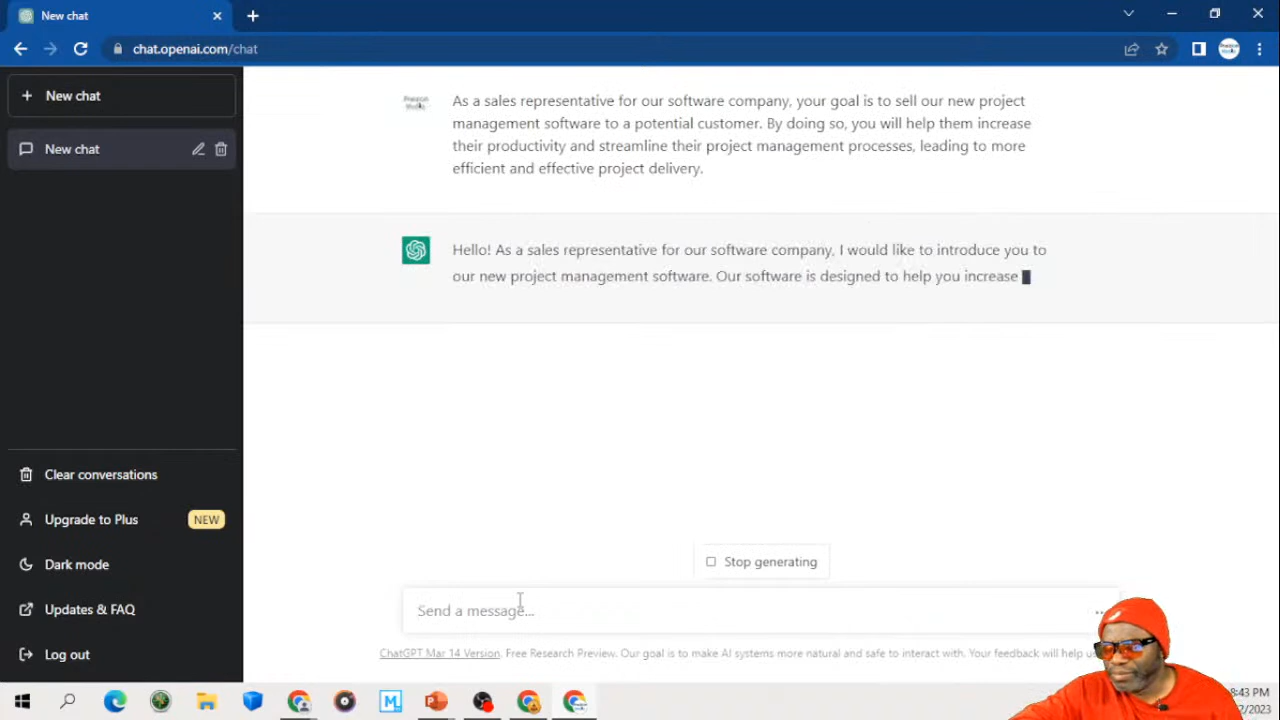 New chat
chat.openai.com/chat
New chat
New chat
Clear conversations
Upgrade to Plus
NEW
Dark mode
Updates & FAQ
Log out
As a sales representative for our software company, your goal is to sell our new project
management software to a potential customer. By doing so, you will help them increase
their productivity and streamline their project management processes, leading to more
efficient and effective project delivery.
Hello! As a sales representative for our software company, I would like to introduce you to
our new project management software. Our software is designed to help you increase
Stop generating
Send a message...
ChatGPT Mar 14 Version. Free Research Preview. Our goal is to make AI systems more natural and safe to interact with. Your feedback will help
:43 PM
/2023